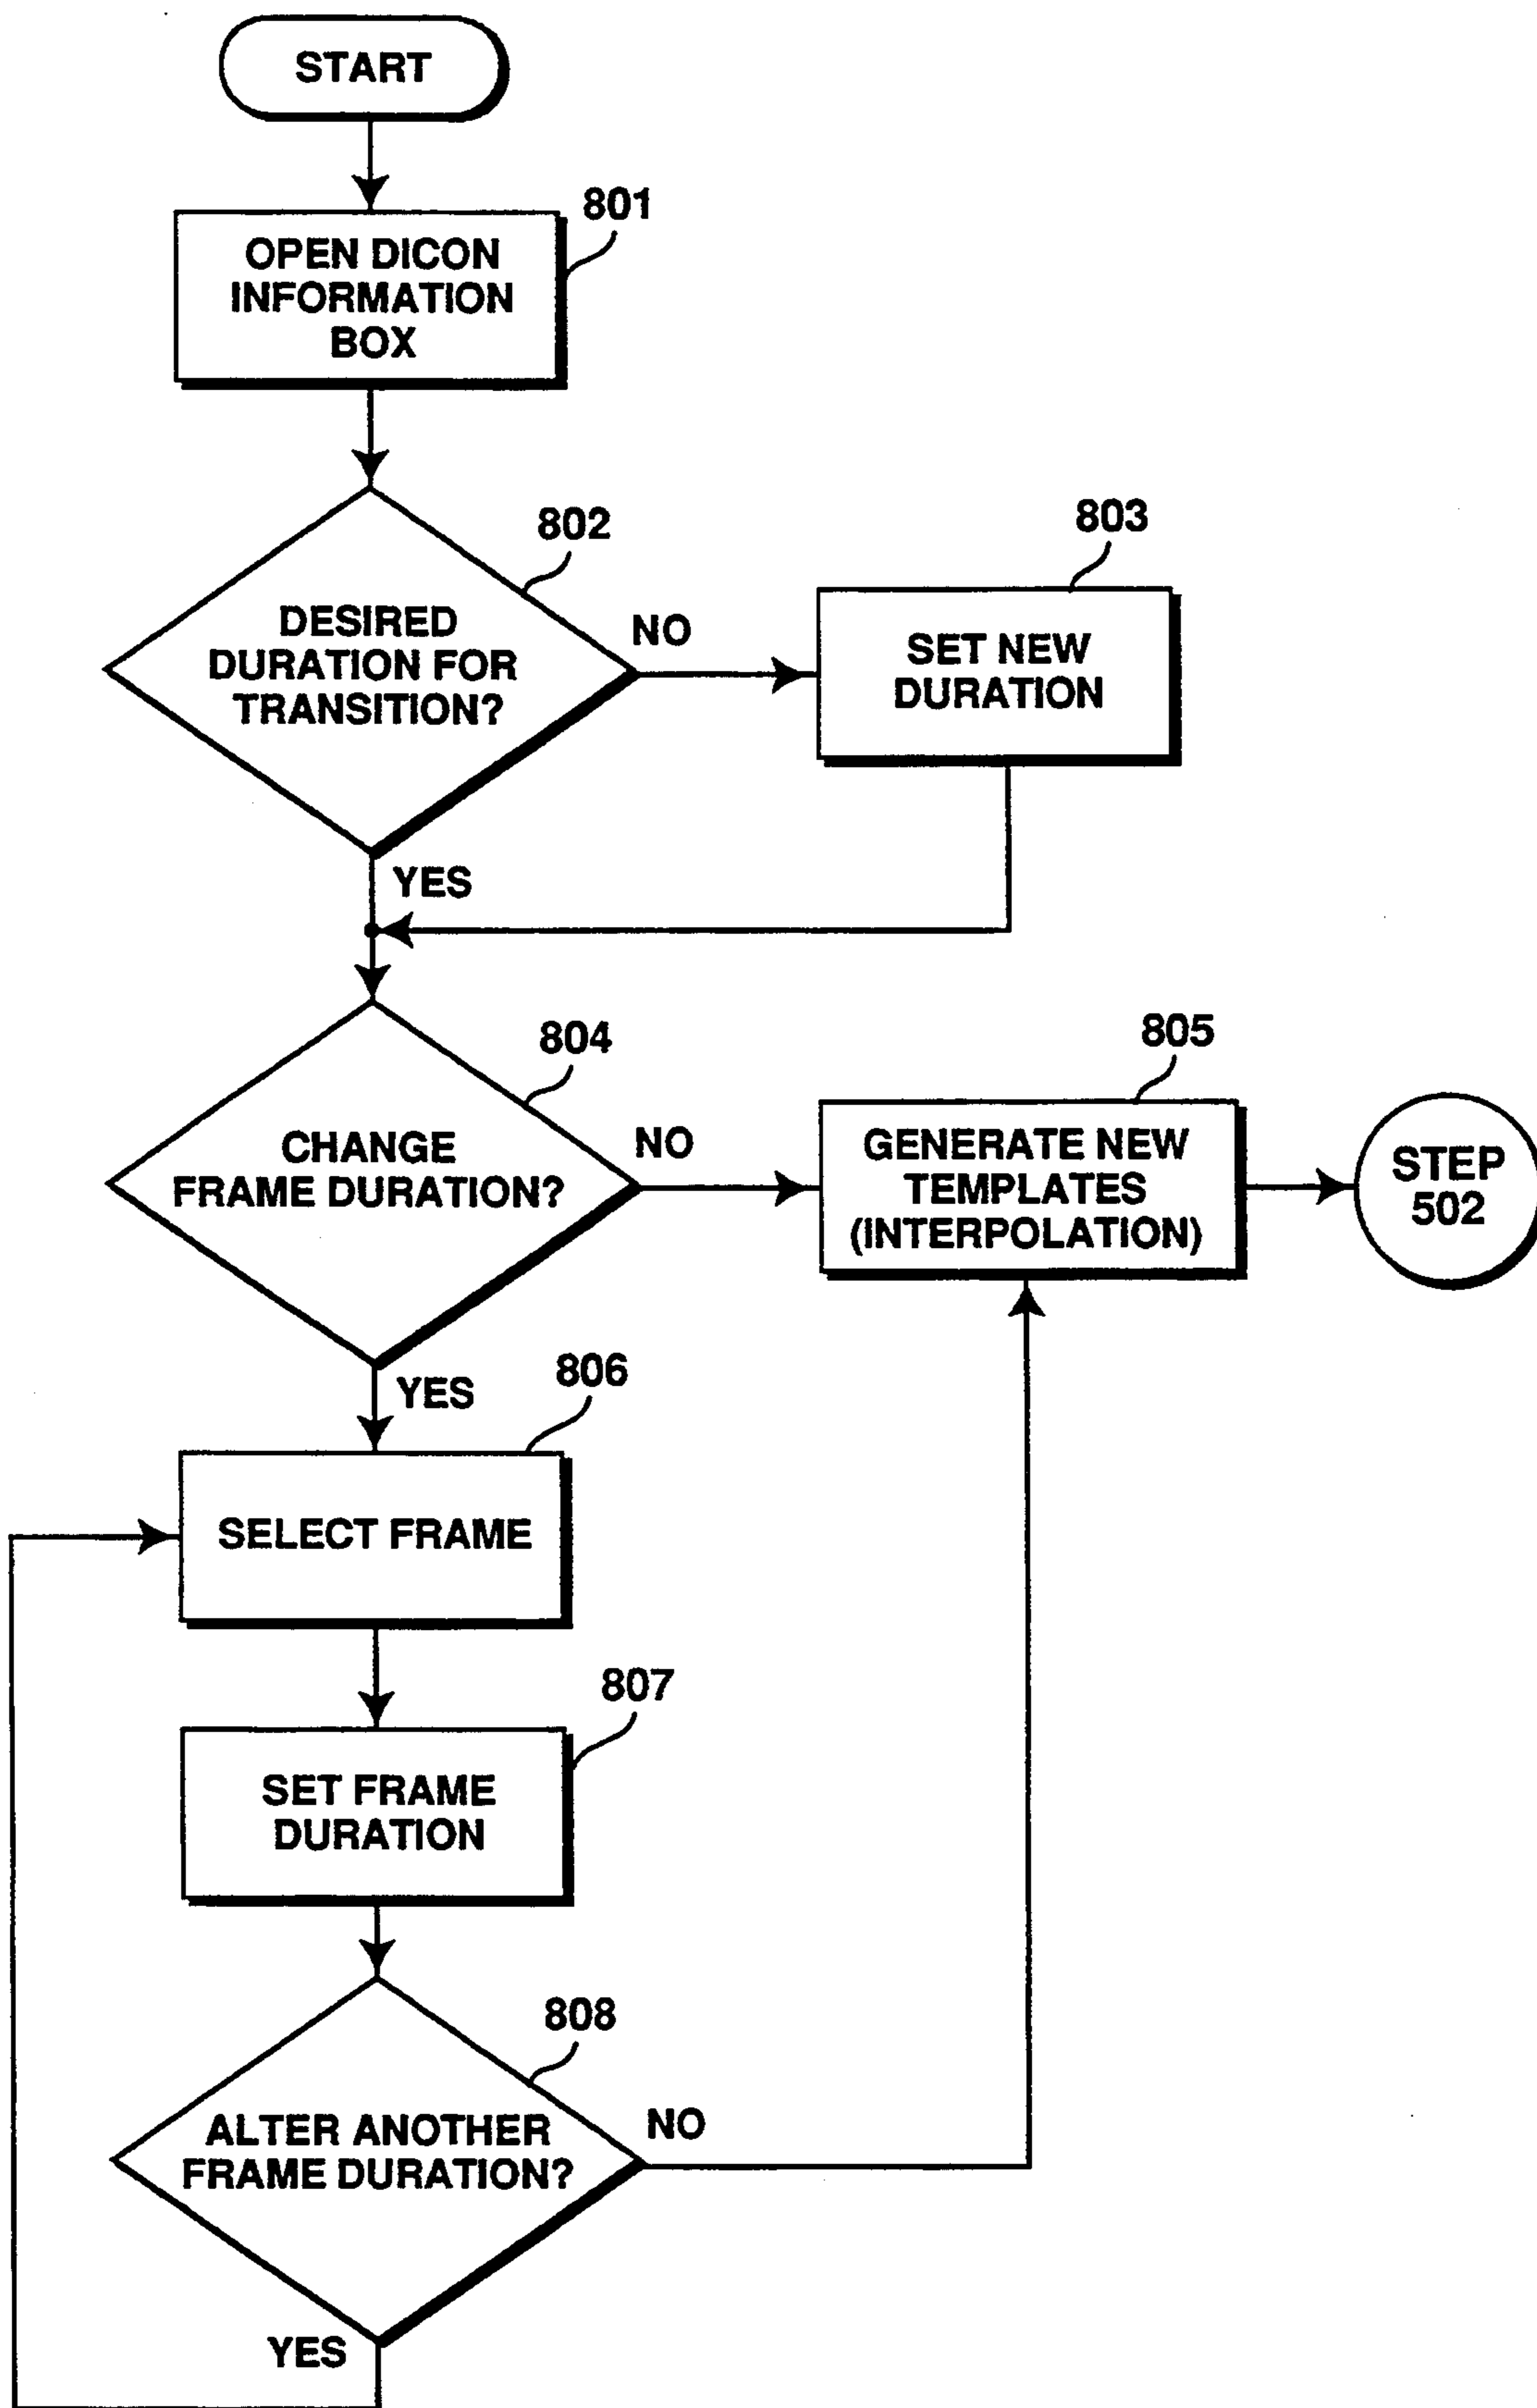 START
801
OPEN DICON
INFORMATION
BOX
802
803
DESIRED
DURATION FOR
TRANSITION?
NO
SET NEW
DURATION
YES
804
805
CHANGE
FRAME DURATION?
NO
GENERATE NEW
TEMPLATES
(INTERPOLATION)
STEP
502
YES
806
SELECT FRAME
807
SET FRAME
DURATION
808
ALTER ANOTHER
FRAME DURATION?
NO
YES